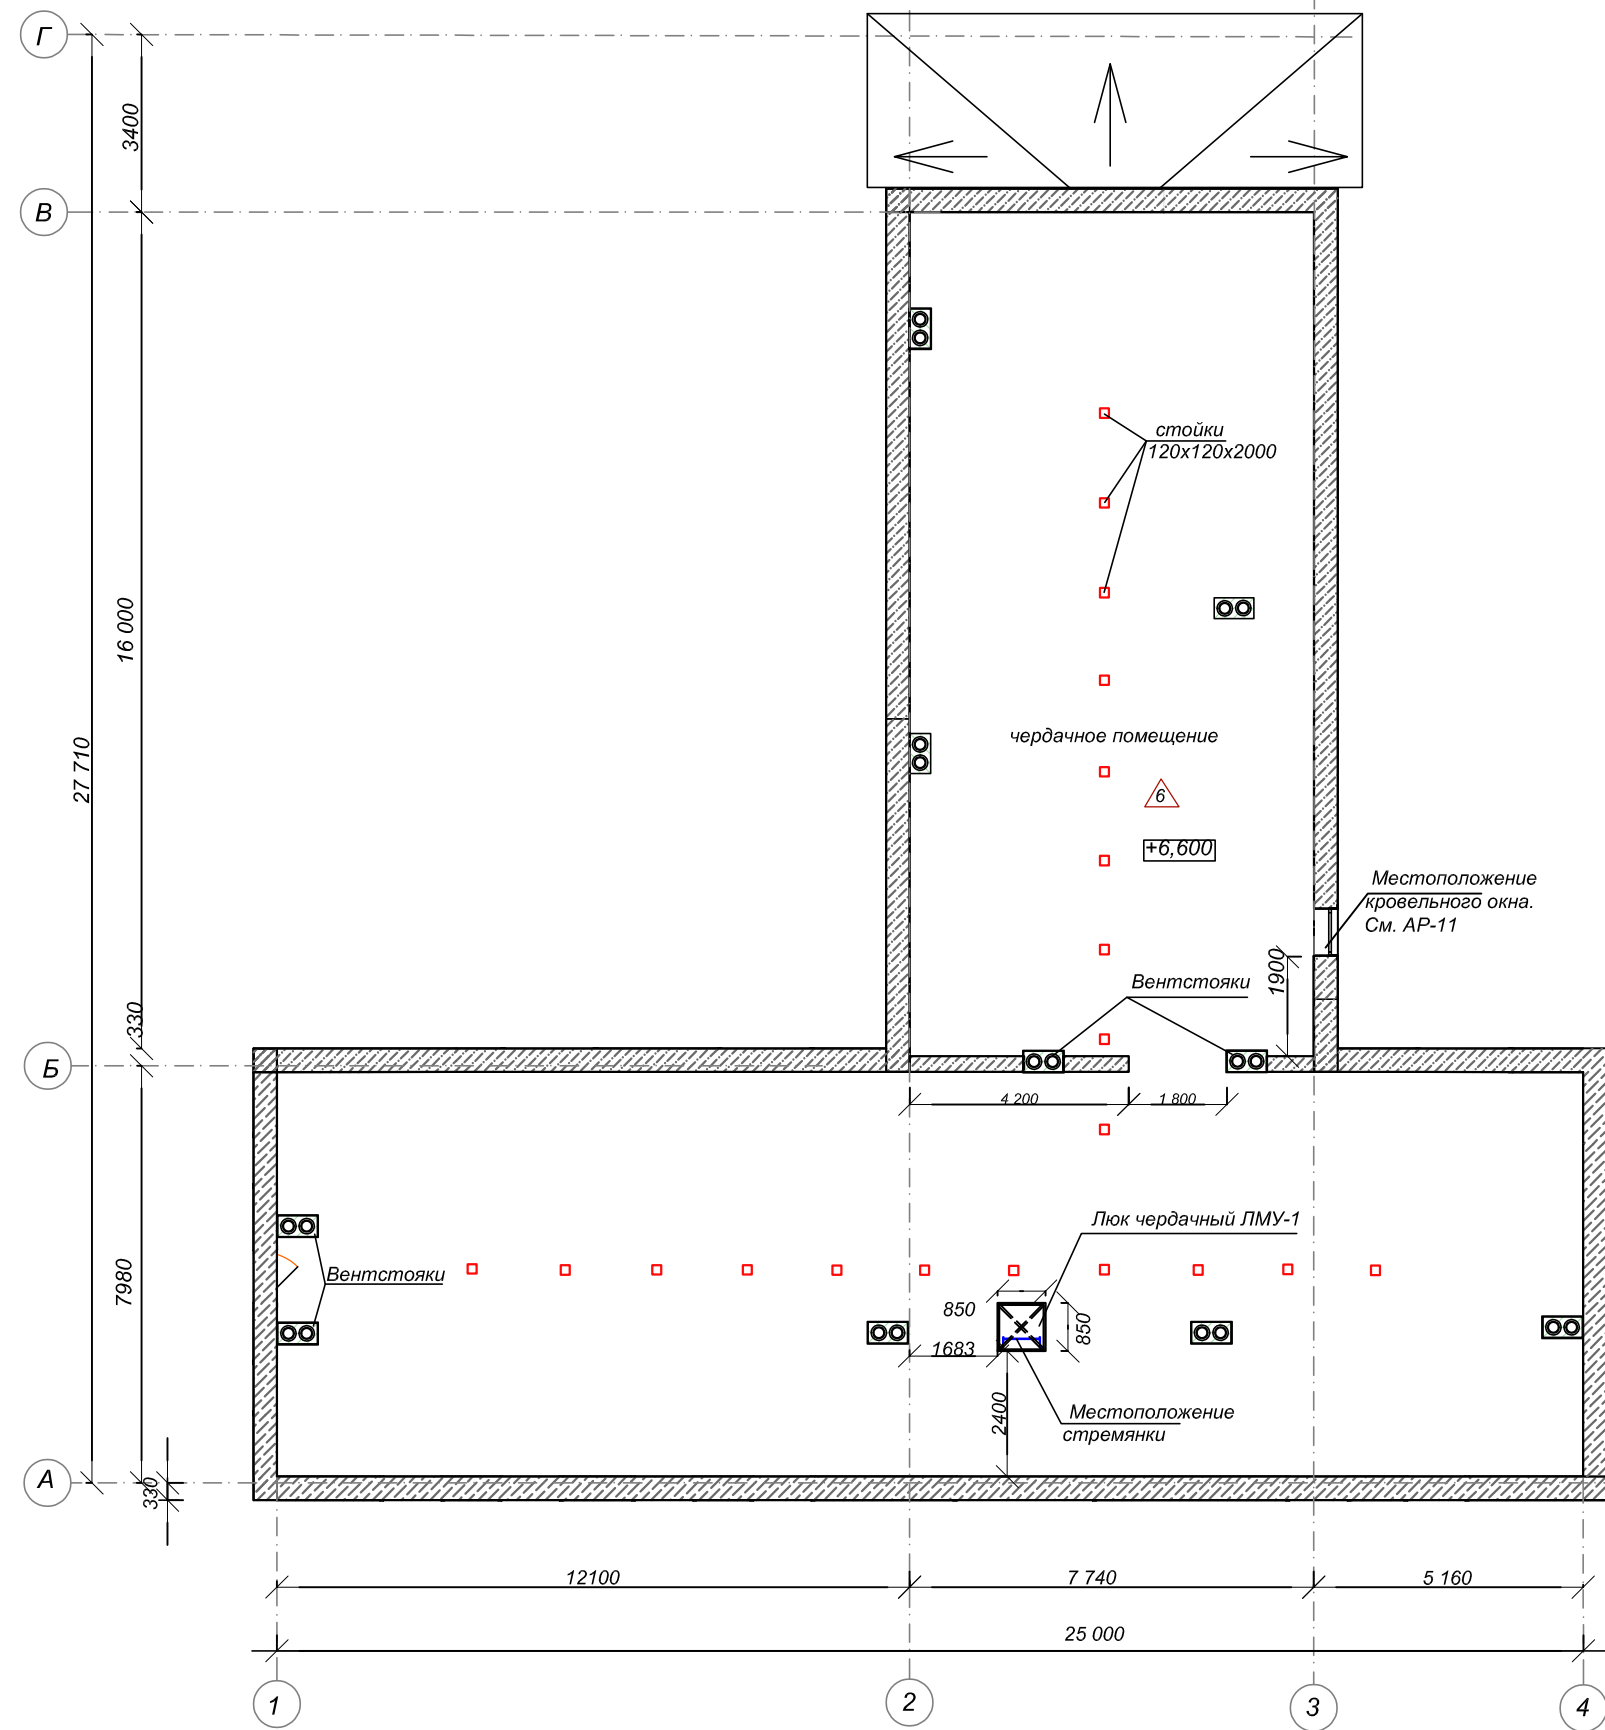 Г
3400
В
стойки
120х120х2000
16 000
чердачное помещение
27 710
6
+6,600
Местоположение
кровельного окна.
См. АР-11
1900
Вентстояки
330
Б
4 200
1 800
Люк чердачный ЛМУ-1
7980
Вентстояки
850
850
1683
2400
Местоположение
стремянки
А
330
12100
7 740
5 160
25 000
1
2
3
4